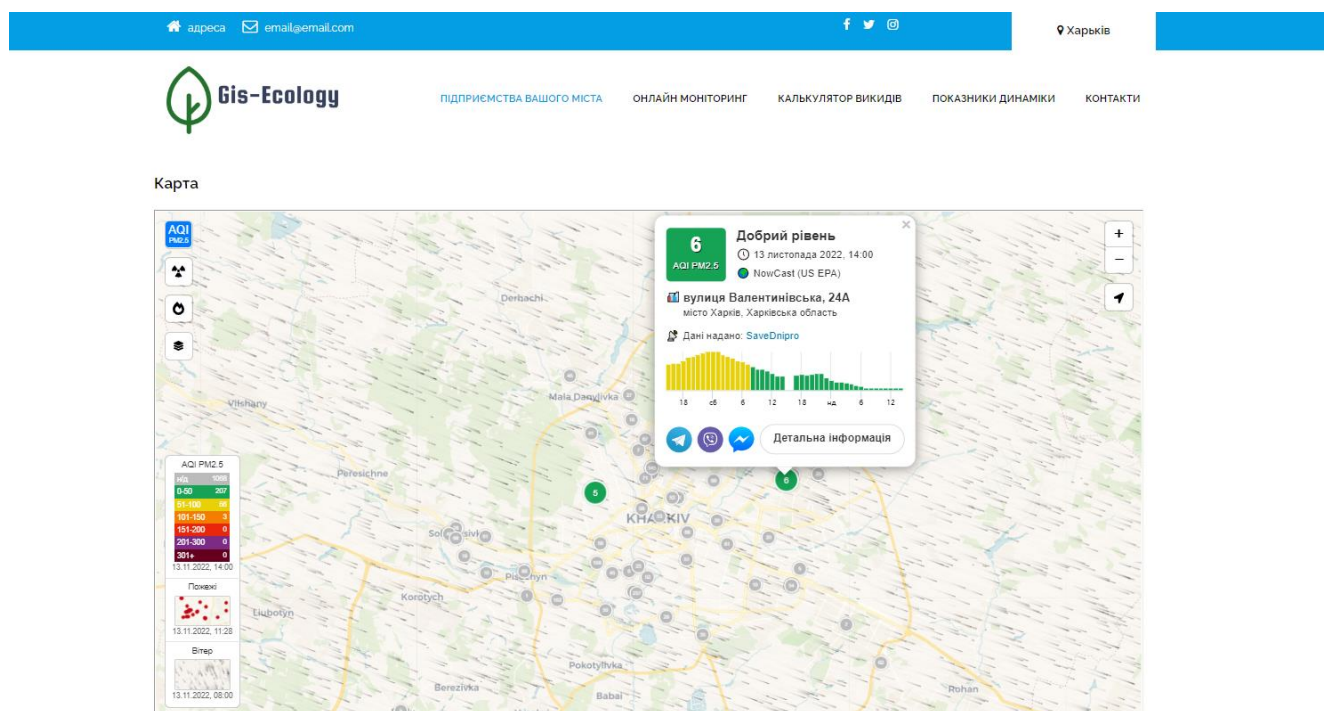 адреса email@email.com
Харьків
Gis-Ecology
ПІДПРИЄМСТВА ВАШОГО МІСТА ОНЛАЙН МОНІТОРИНГ КАЛЬКУЛЯТОР ВИКИДІВ ПОКАЗНИКИ ДИНАМІКИ КОНТАКТИ
Карта
AQI
PM2.5
6
AQI PM2.5
Добрий рівень
13 листопада 2022, 14:00
NowCast (US EPA)
вулиця Валентинівська, 24А
місто Харків, Харківська область
Дані надано: SaveDnipro
18 сб 6 12 18 нд 6 12
Детальна інформація
+
−
Derhachi
Mala Danylivka
Vilshany
Peresichne
5
6
KHARKIV
Pisochyn
Korotych
Liubotyn
Pokotylivka
Berezivka
Babai
Rohan
AQI PM2.5
0-50 207
51-100
101-150 3
151-200 0
201-300 0
301+ 0
13.11.2022, 14:00
Пожежі
13.11.2022, 11:28
Вітер
13.11.2022, 08:00